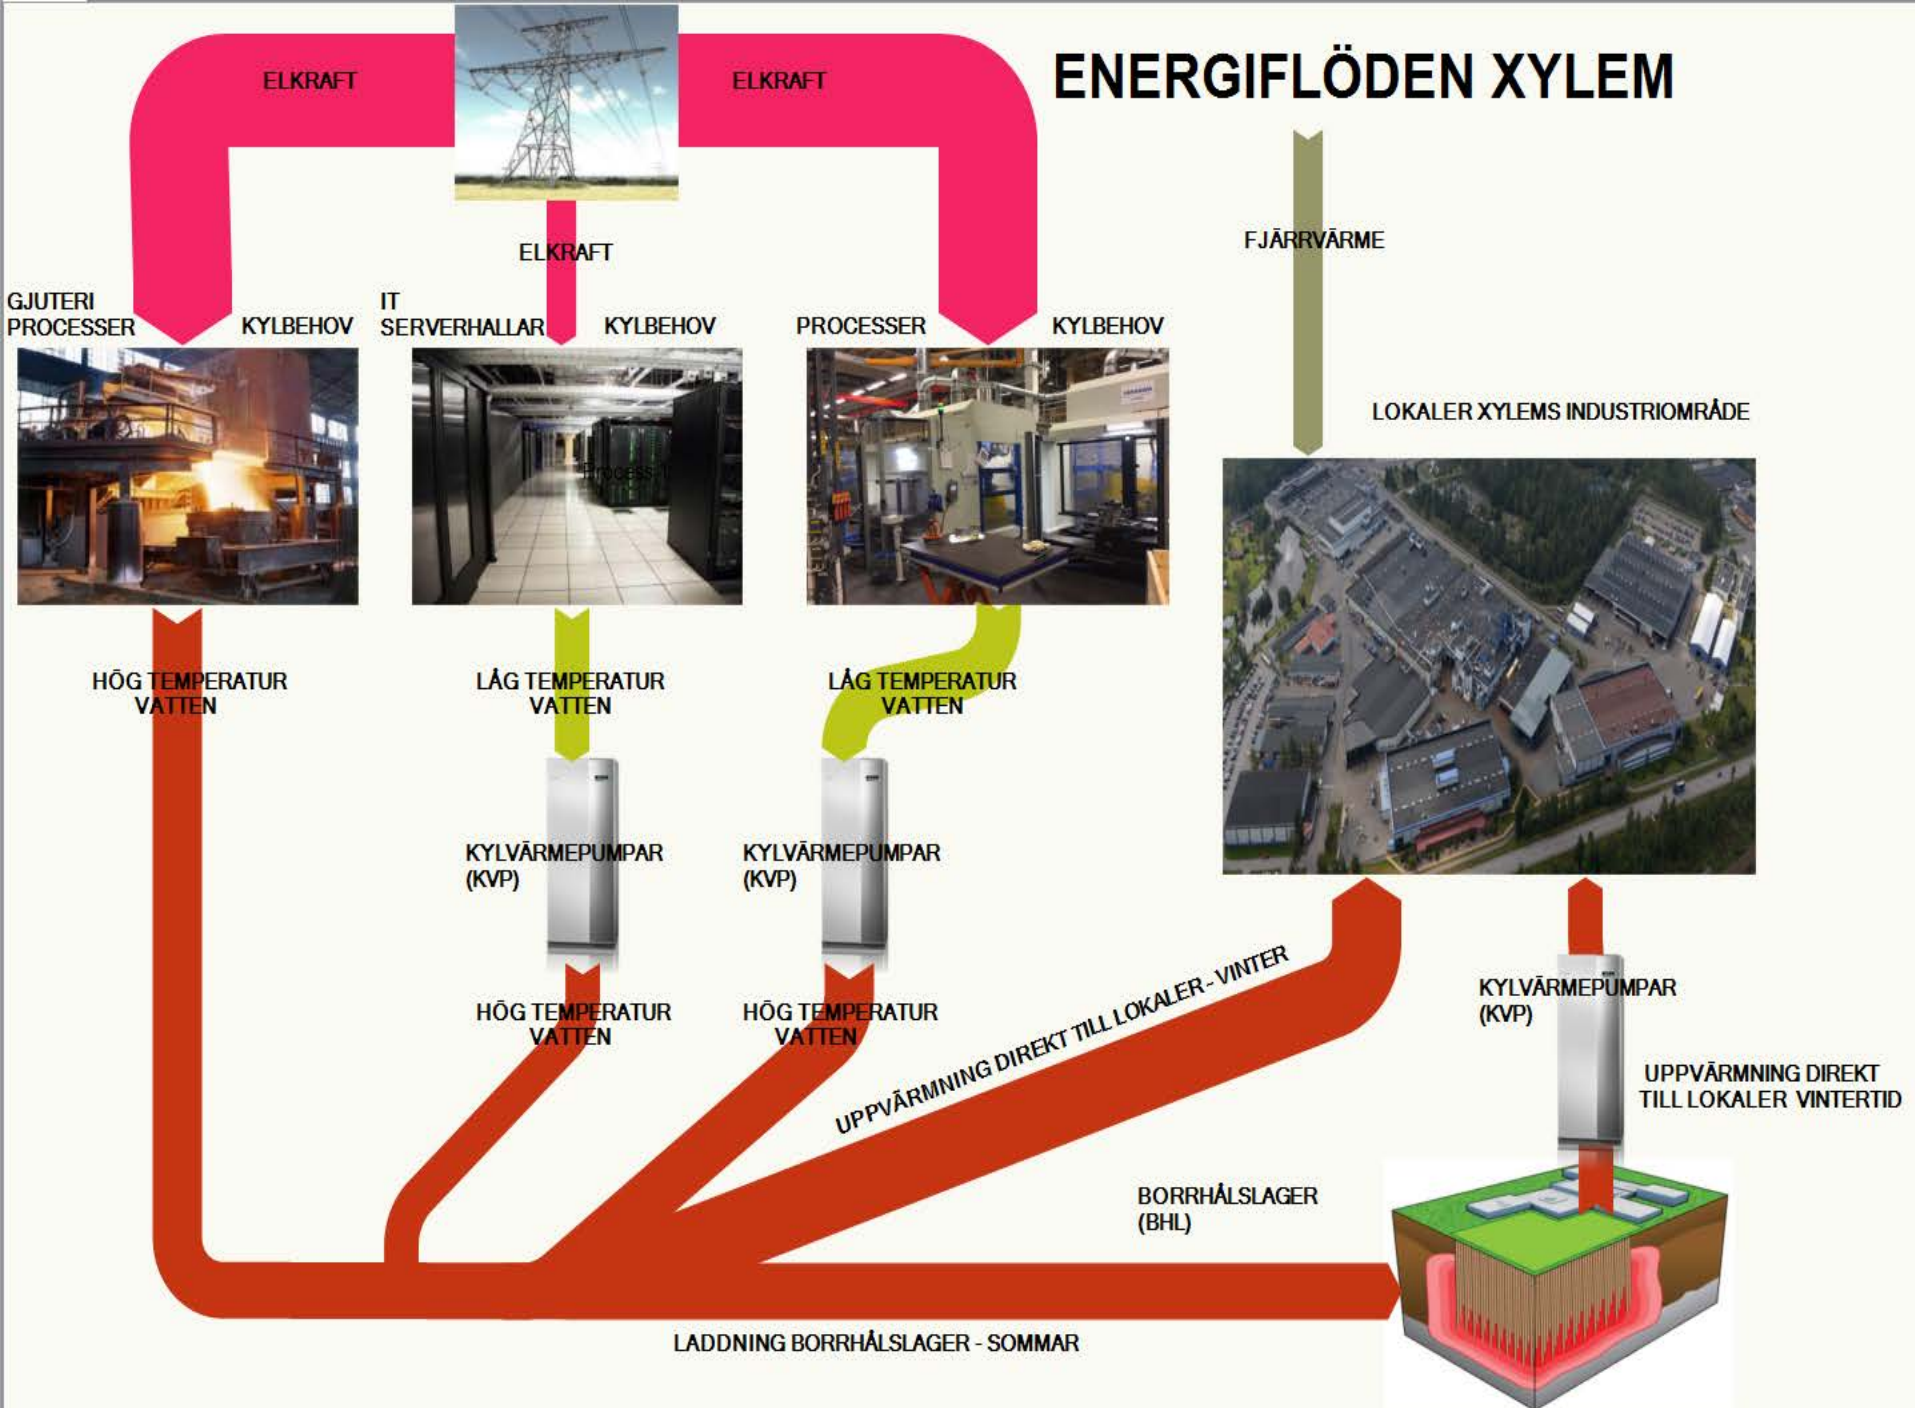 ENERGIFLÖDEN XYLEM
ELKRAFT
ELKRAFT
ELKRAFT
FJÄRRVÄRME
GJUTERI
PROCESSER
KYLBEHOV
IT
SERVERHALLAR
KYLBEHOV
PROCESSER
KYLBEHOV
LOKALER XYLEMS INDUSTRIOMRÅDE
Process-1
HÖG TEMPERATUR
VATTEN
LÅG TEMPERATUR
VATTEN
LÅG TEMPERATUR
VATTEN
KYLVÄRMEPUMPAR
(KVP)
KYLVÄRMEPUMPAR
(KVP)
HÖG TEMPERATUR
VATTEN
HÖG TEMPERATUR
VATTEN
UPPVÄRMNING DIREKT TILL LOKALER - VINTER
KYLVÄRMEPUMPAR
(KVP)
UPPVÄRMNING DIREKT
TILL LOKALER VINTERTID
BORRHÅLSLAGER
(BHL)
LADDNING BORRHÅLSLAGER - SOMMAR